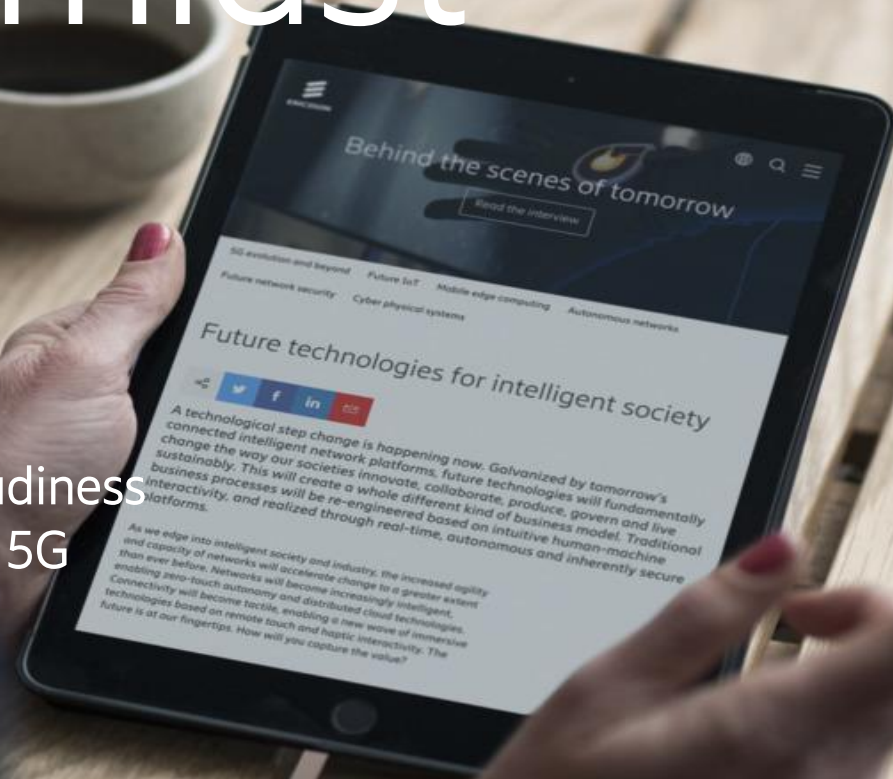 ERICSSON
Behind the scenes of tomorrow
Read the interview
5G evolution and beyond Future IoT Mobile edge computing Autonomous networks
Future network security Cyber physical systems
Future technologies for intelligent society
f in
A technological step change is happening now. Galvanized by tomorrow's
connected intelligent network platforms, future technologies will fundamentally
change the way our societies innovate, collaborate, produce, govern and live
sustainably. This will create a whole different kind of business model. Traditional
business processes will be re-engineered based on intuitive human-machine
interactivity, and realized through real-time, autonomous and inherently secure
platforms.
As we edge into intelligent society and industry, the increased agility
and capacity of networks will accelerate change to a greater extent
than ever before. Networks will become increasingly intelligent,
enabling zero-touch autonomy and distributed cloud technologies.
Connectivity will become tactile, enabling a new wave of immersive
technologies based on remote touch and haptic interactivity. The
future is at our fingertips. How will you capture the value?
udiness
5G